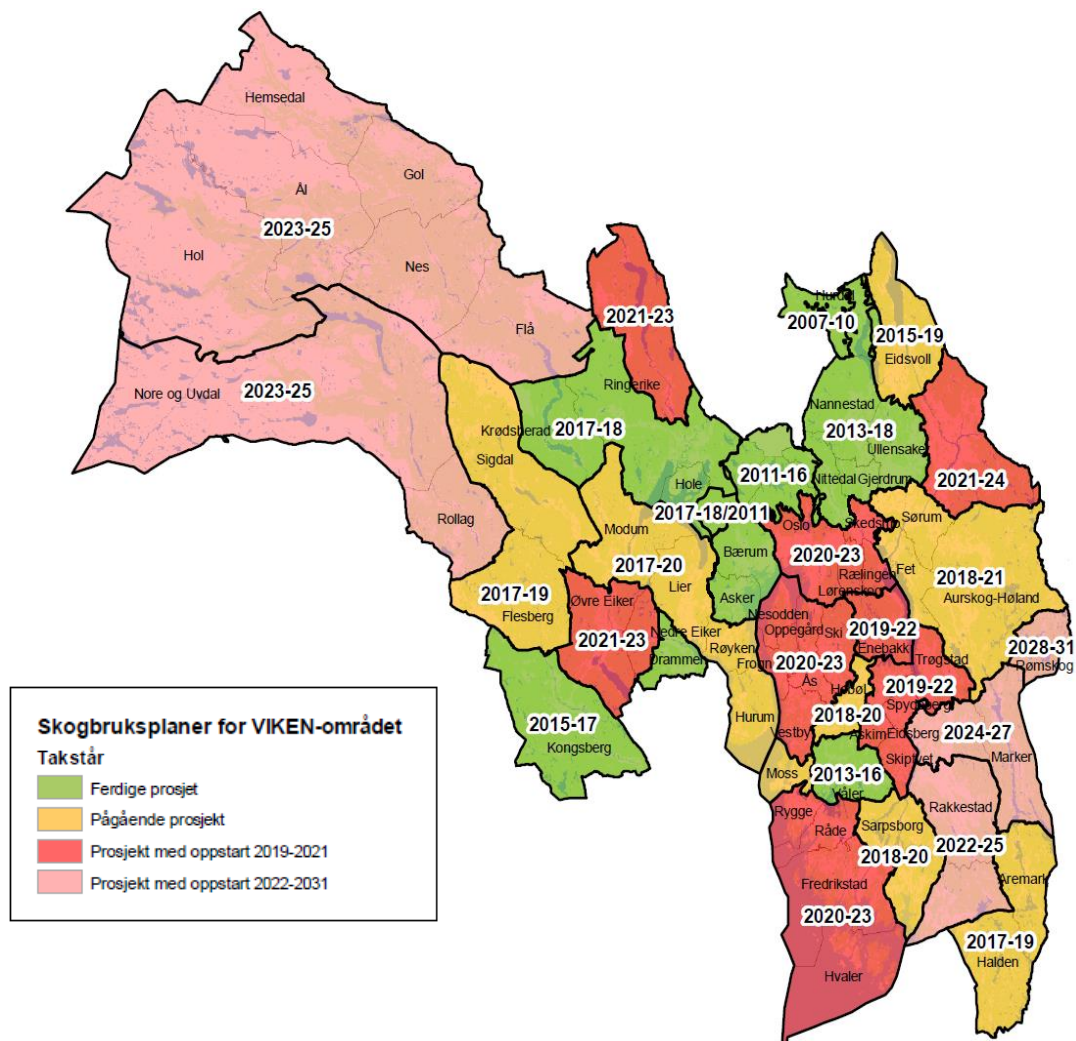 Hemsedal
Gol
Ål
2023-25
Hol
Nes
Flå
2021-23
Hurdal
2007-10
2015-19
Eidsvoll
Ringerike
Nore og Uvdal
2023-25
Nannestad
Krødsherad
2017-18
2013-18
Sigdal
Ullensaker
2011-16
Nittedal
Gjerdrum
2021-24
Hole
2017-18/2011
Rollag
Modum
Oslo
Skedsmo
Sørum
Bærum
2020-23
2017-20
Rælingen
Fet
2018-21
Lier
Lørenskog
Aurskog-Høland
2017-19
Flesberg
Øvre Eiker
Asker
Nesodden
2021-23
Nedre Eiker
Oppegård
Ski
2019-22
2028-31
Røyken
Enebakk
Trøgstad
Rømskog
Drammen
Frogn
2020-23
Ås
Hobøl
2019-22
Spydeberg
2015-17
Kongsberg
Hurum
2018-20
2024-27
Vestby
Askim
Eidsberg
Skiptvet
Marker
Moss
2013-16
Våler
Rakkestad
Rygge
Råde
Sarpsborg
2022-25
2018-20
Aremark
Fredrikstad
2020-23
2017-19
Halden
Hvaler
Skogbruksplaner for VIKEN-området
Takstår
Ferdige prosjet
Pågående prosjekt
Prosjekt med oppstart 2019-2021
Prosjekt med oppstart 2022-2031